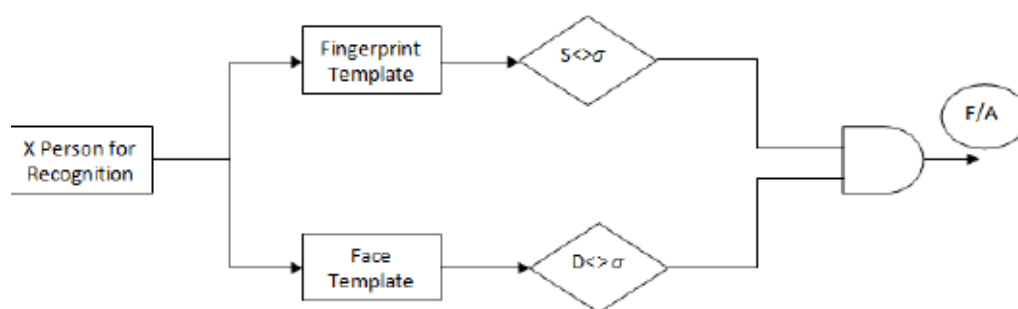 Fingerprint
Template
S<>σ
F/A
X Person for
Recognition
Face
Template
D<>σ